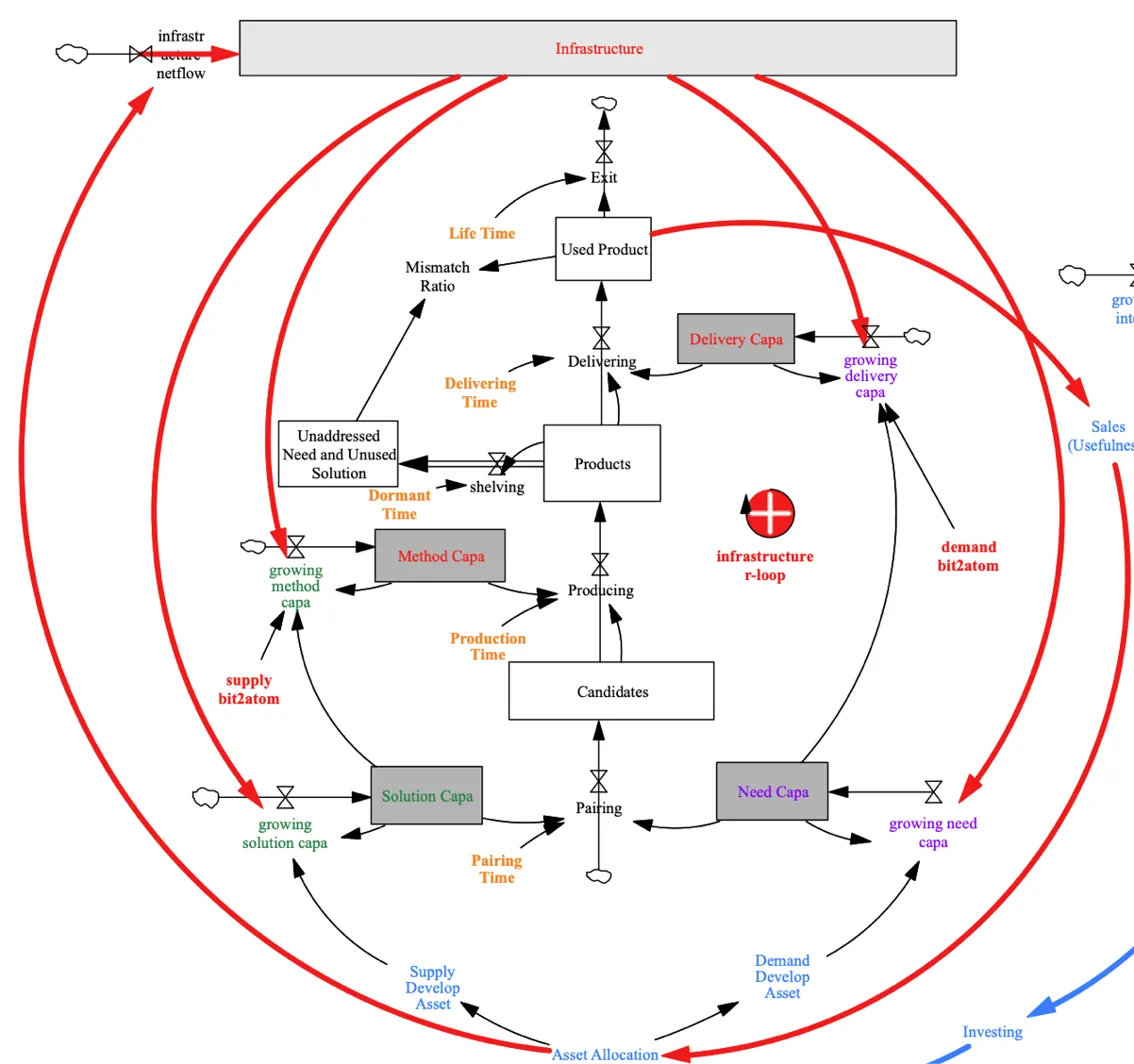 infrastr
ucture
netflow
Infrastructure
Exit
Life Time
Used Product
Mismatch
Ratio
Delivery Capa
growing
delivery
capa
Delivering
Delivering
Time
gro
inte
Sales
(Usefulnes
Unaddressed
Need and Unused
Solution
Products
shelving
Dormant
Time
Method Capa
growing
method
capa
infrastructure
r-loop
demand
bit2atom
Producing
Production
Time
supply
bit2atom
Candidates
Solution Capa
Need Capa
Pairing
growing
solution capa
growing need
capa
Pairing
Time
Supply
Develop
Asset
Demand
Develop
Asset
Investing
Asset Allocation